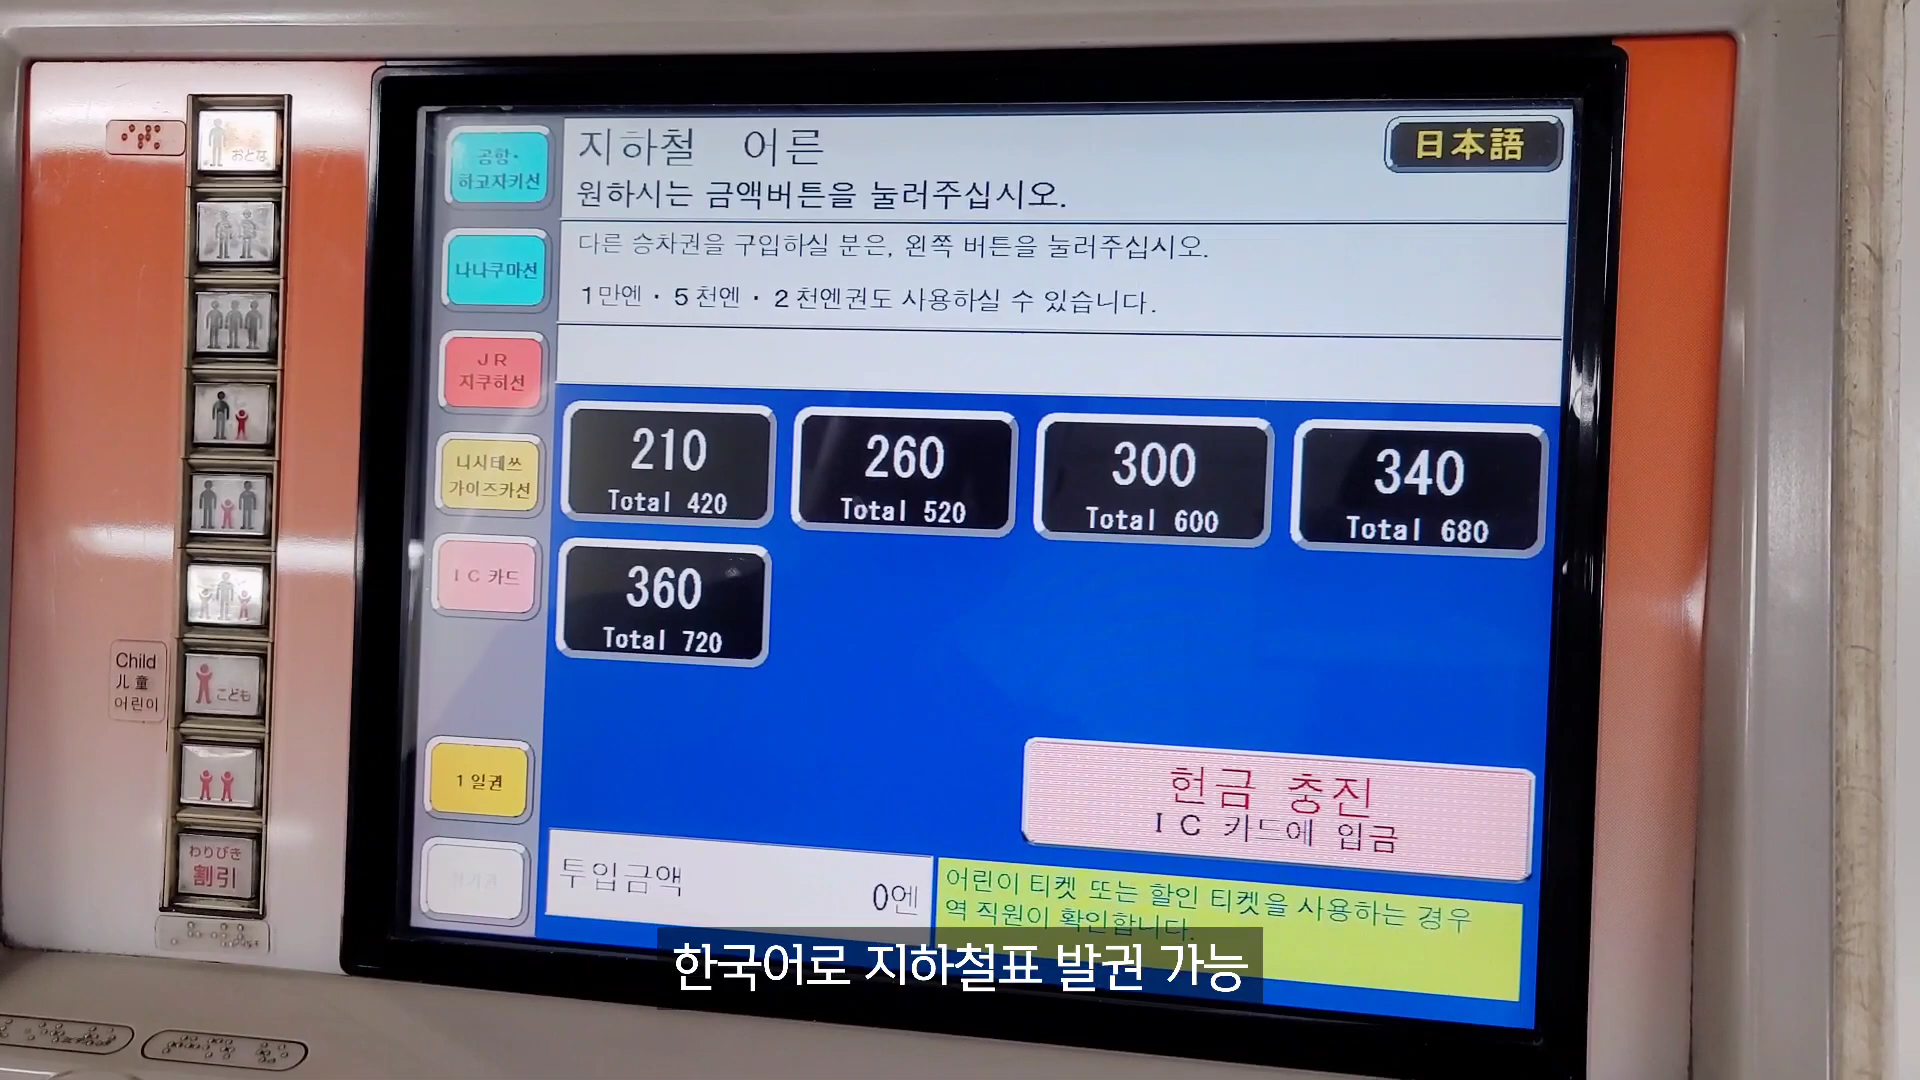 おとな
Child
儿童
어린이
こども
わりびき
割引
공항·
하코자키선
나나쿠마선
JR
지쿠히선
니시테쓰
가이즈카선
IC 카드
1일권
지하철 어른
日本語
원하시는 금액버튼을 눌러주십시오.
다른 승차권을 구입하실 분은, 왼쪽 버튼을 눌러주십시오.
1만엔 · 5천엔 · 2천엔권도 사용하실 수 있습니다.
210
Total 420
260
Total 520
300
Total 600
340
Total 680
360
Total 720
현금 충진
IC 카드에 입금
투입금액
0엔
어린이 티켓 또는 할인 티켓을 사용하는 경우
역 직원이 확인합니다.
한국어로 지하철표 발권 가능